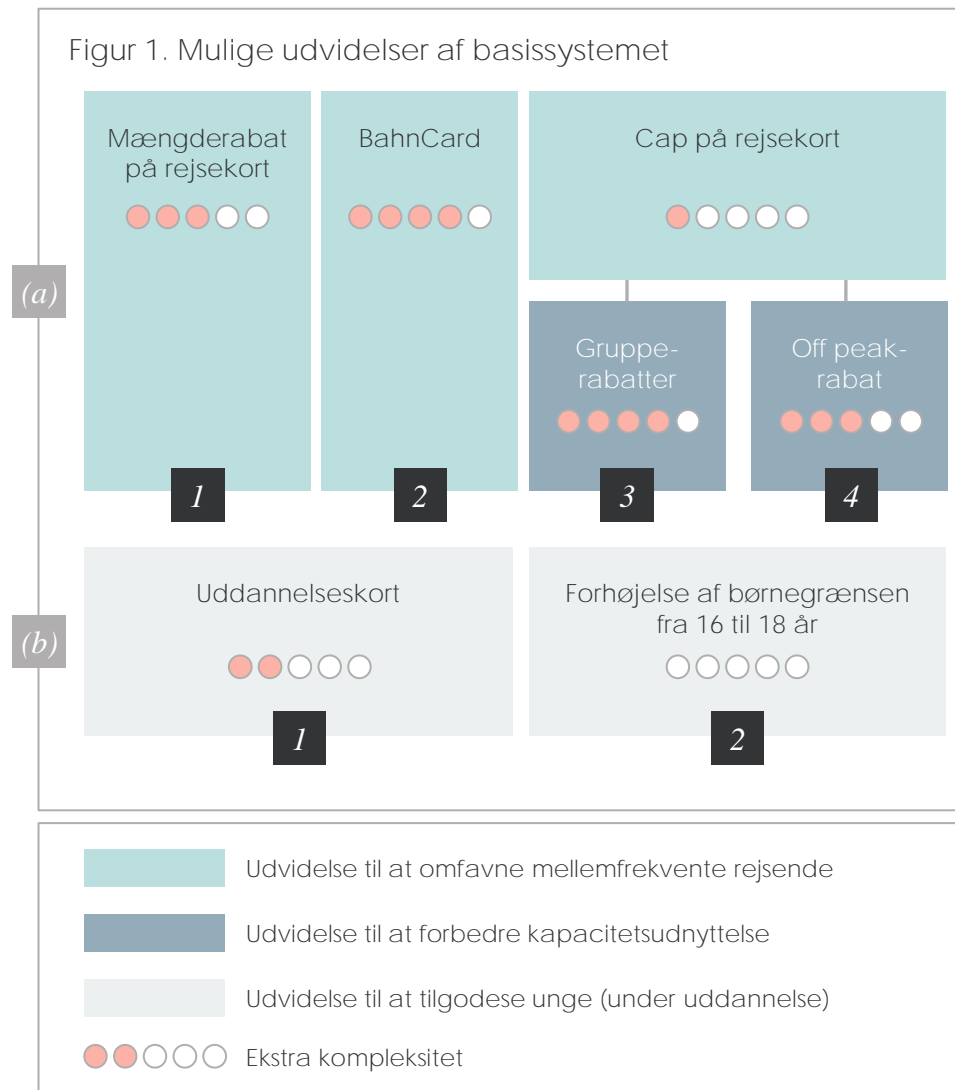 Figur 1. Mulige udvidelser af basissystemet
Mængderabat
på rejsekort
BahnCard
Cap på rejsekort
(a)
Gruppe-
rabatter
Off peak-
rabat
1
2
3
4
Uddannelseskort
Forhøjelse af børnegrænsen
fra 16 til 18 år
(b)
1
2
Udvidelse til at omfavne mellemfrekvente rejsende
Udvidelse til at forbedre kapacitetsudnyttelse
Udvidelse til at tilgodese unge (under uddannelse)
Ekstra kompleksitet